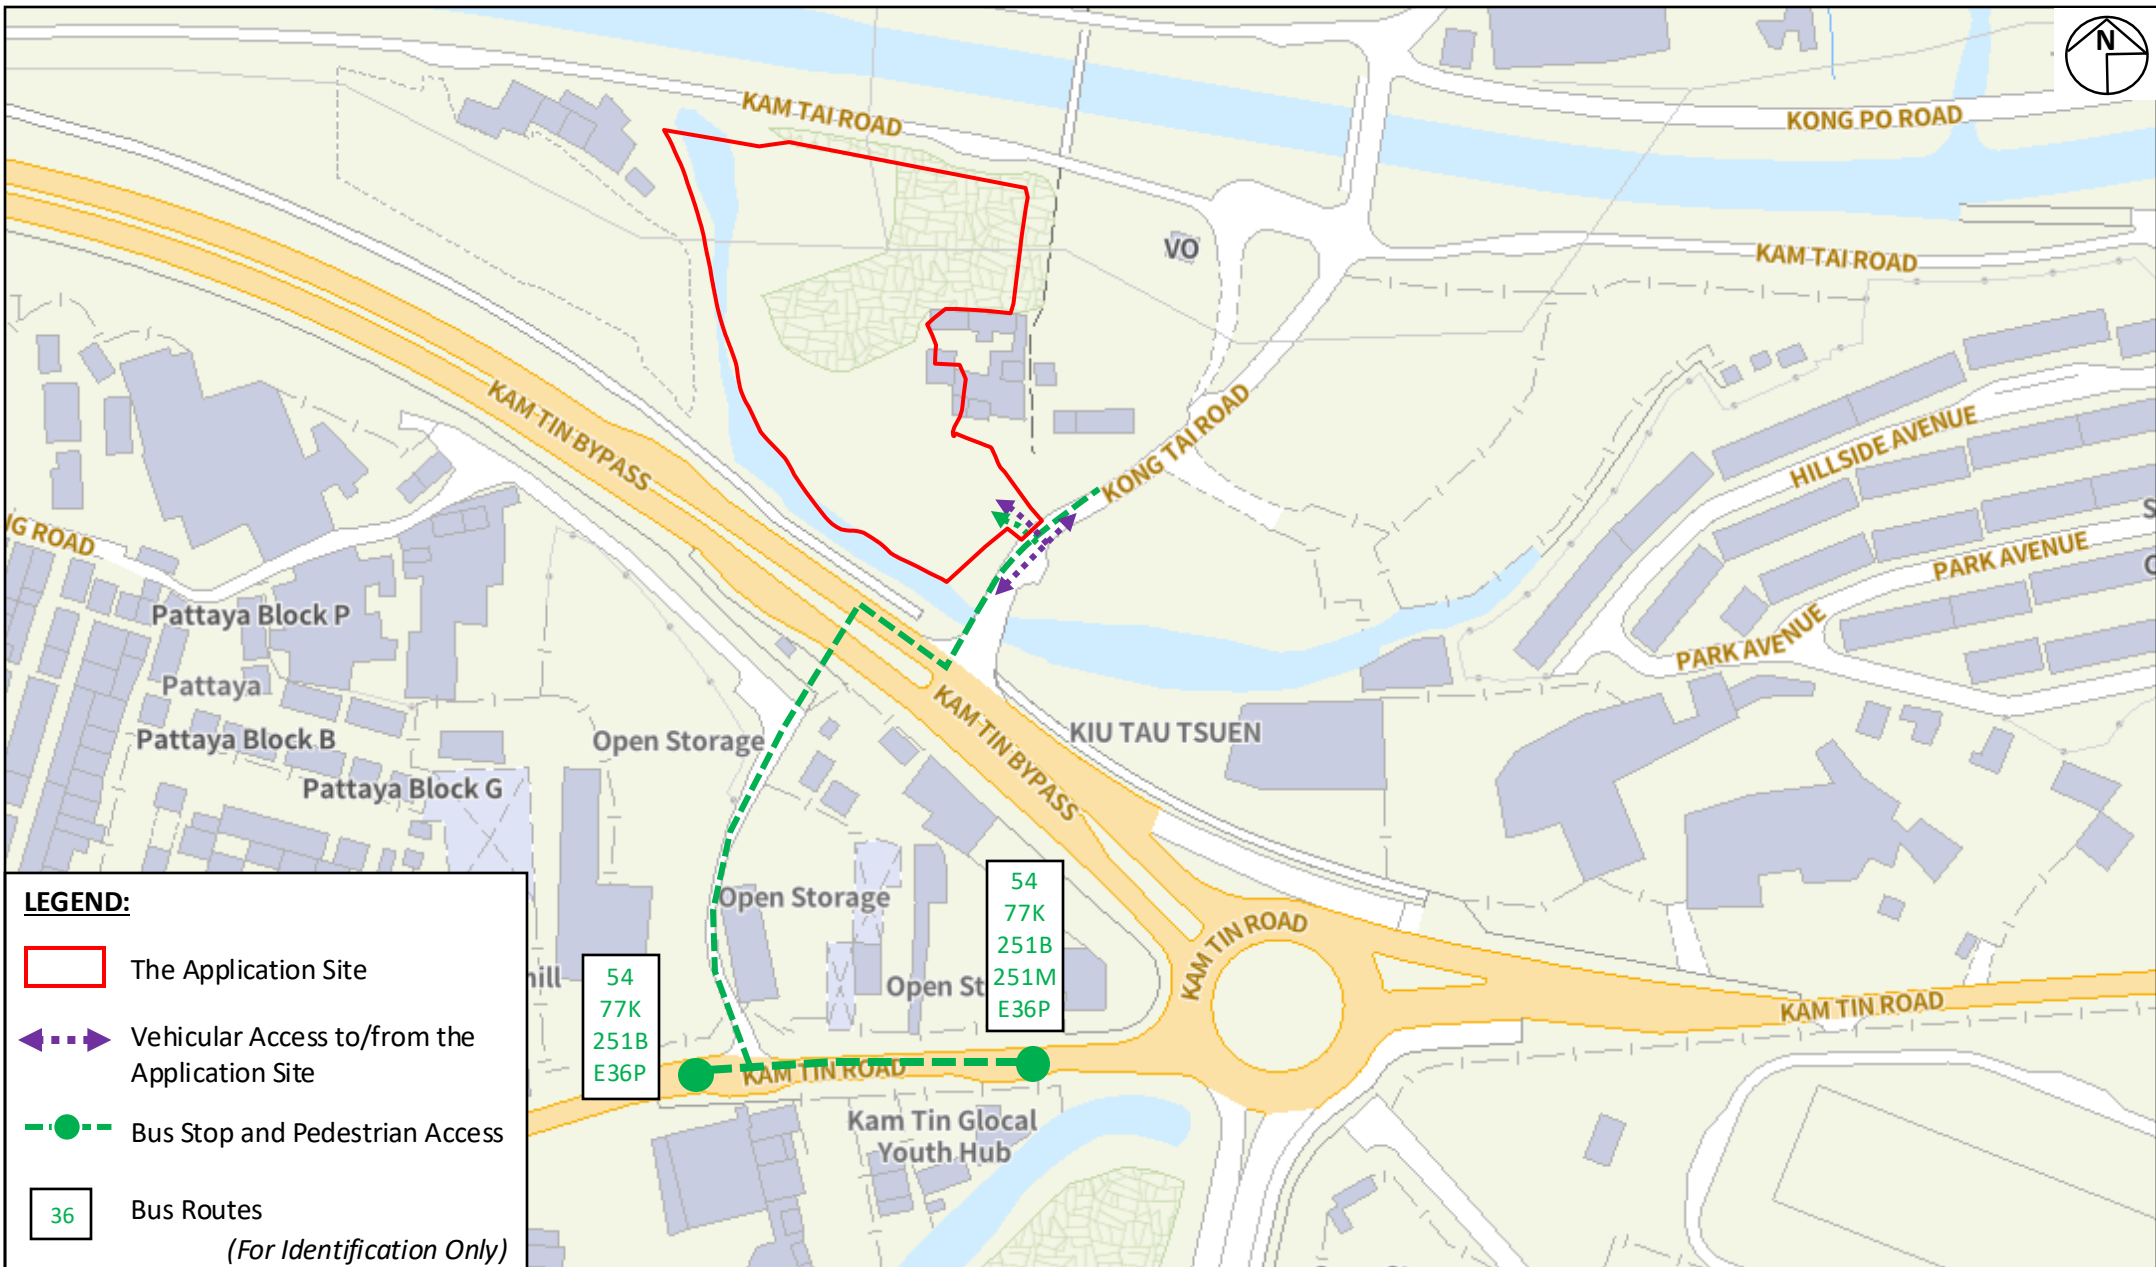 N
KAM TAI ROAD
KONG PO ROAD
VO
KAM TAI ROAD
KAM TIN BYPASS
KONG TAI ROAD
HILLSIDE AVENUE
PARK AVENUE
PARK AVENUE
ROAD
Pattaya Block P
Pattaya
Pattaya Block B
Pattaya Block G
Open Storage
KAM TIN BYPASS
KIU TAU TSUEN
Open Storage
Open St
KAM TIN ROAD
KAM TIN ROAD
KAM TIN ROAD
Kam Tin Glocal
Youth Hub
54
77K
251B
251M
E36P
54
77K
251B
E36P
LEGEND:
The Application Site
Vehicular Access to/from the
Application Site
Bus Stop and Pedestrian Access
36
Bus Routes
(For Identification Only)